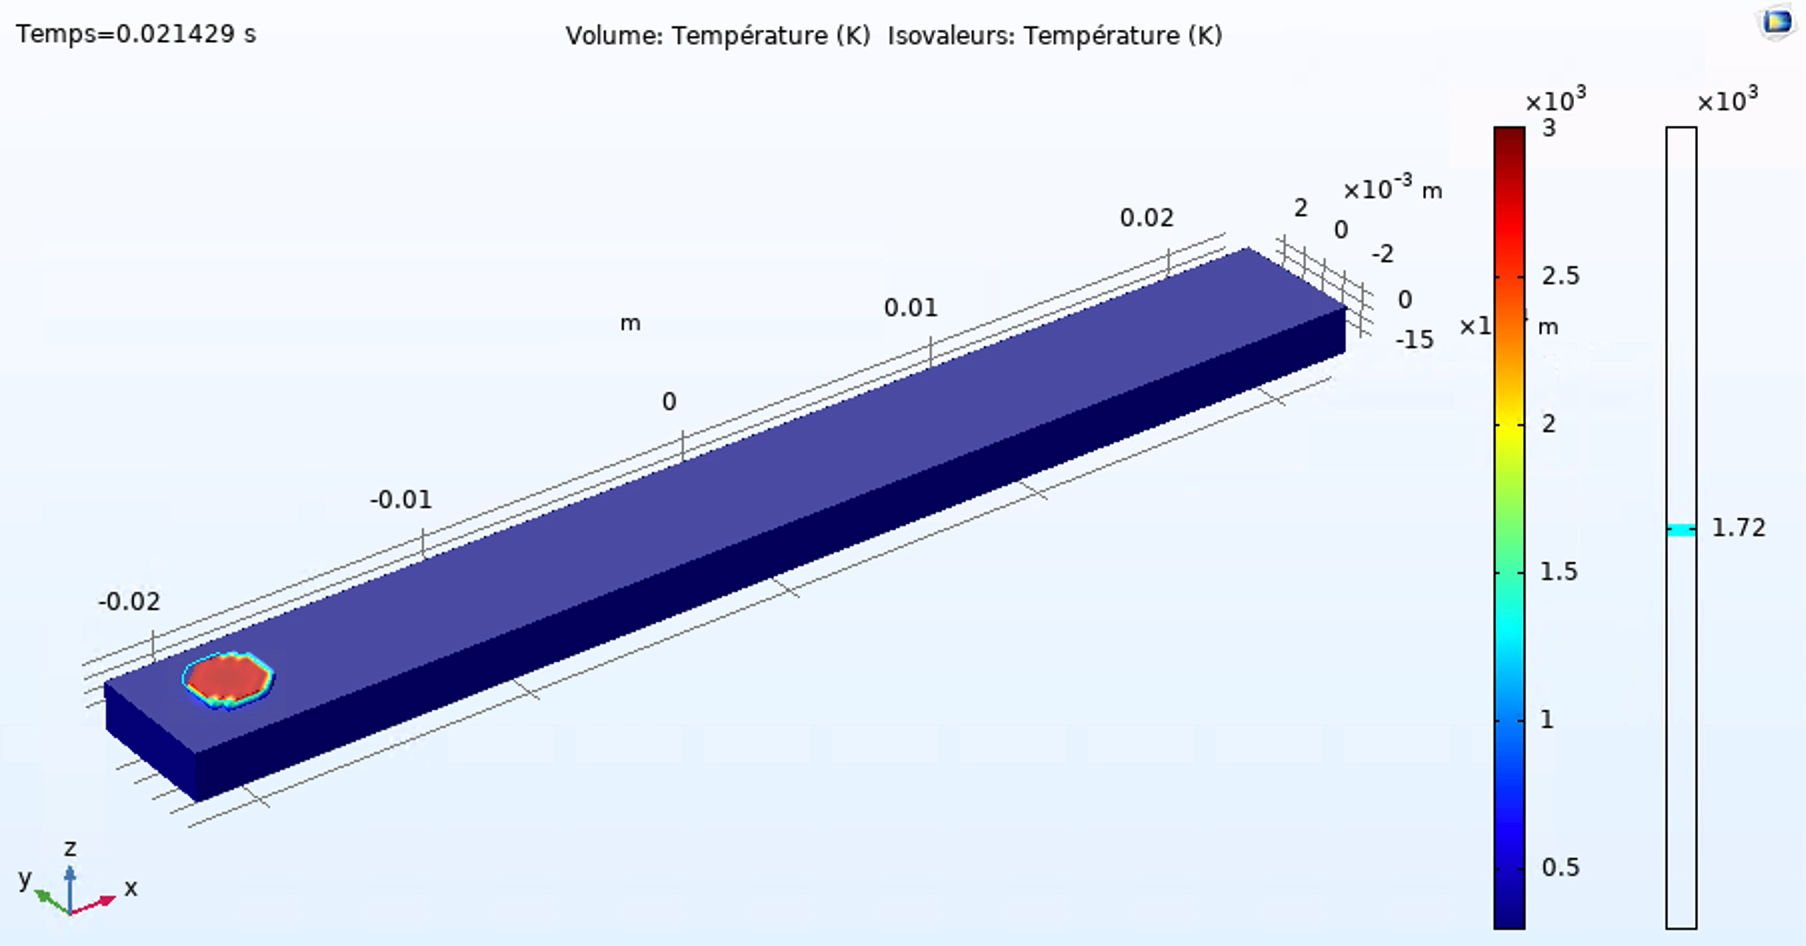 Temps=0.021429 s
Volume: Température (K) Isovaleurs: Température (K)
×10³
×10³
3
2.5
2
1.5
1
0.5
1.72
×10⁻³ m
2
0
-2
0
-15
×1
m
0.02
0.01
m
0
-0.01
-0.02
z
y
x